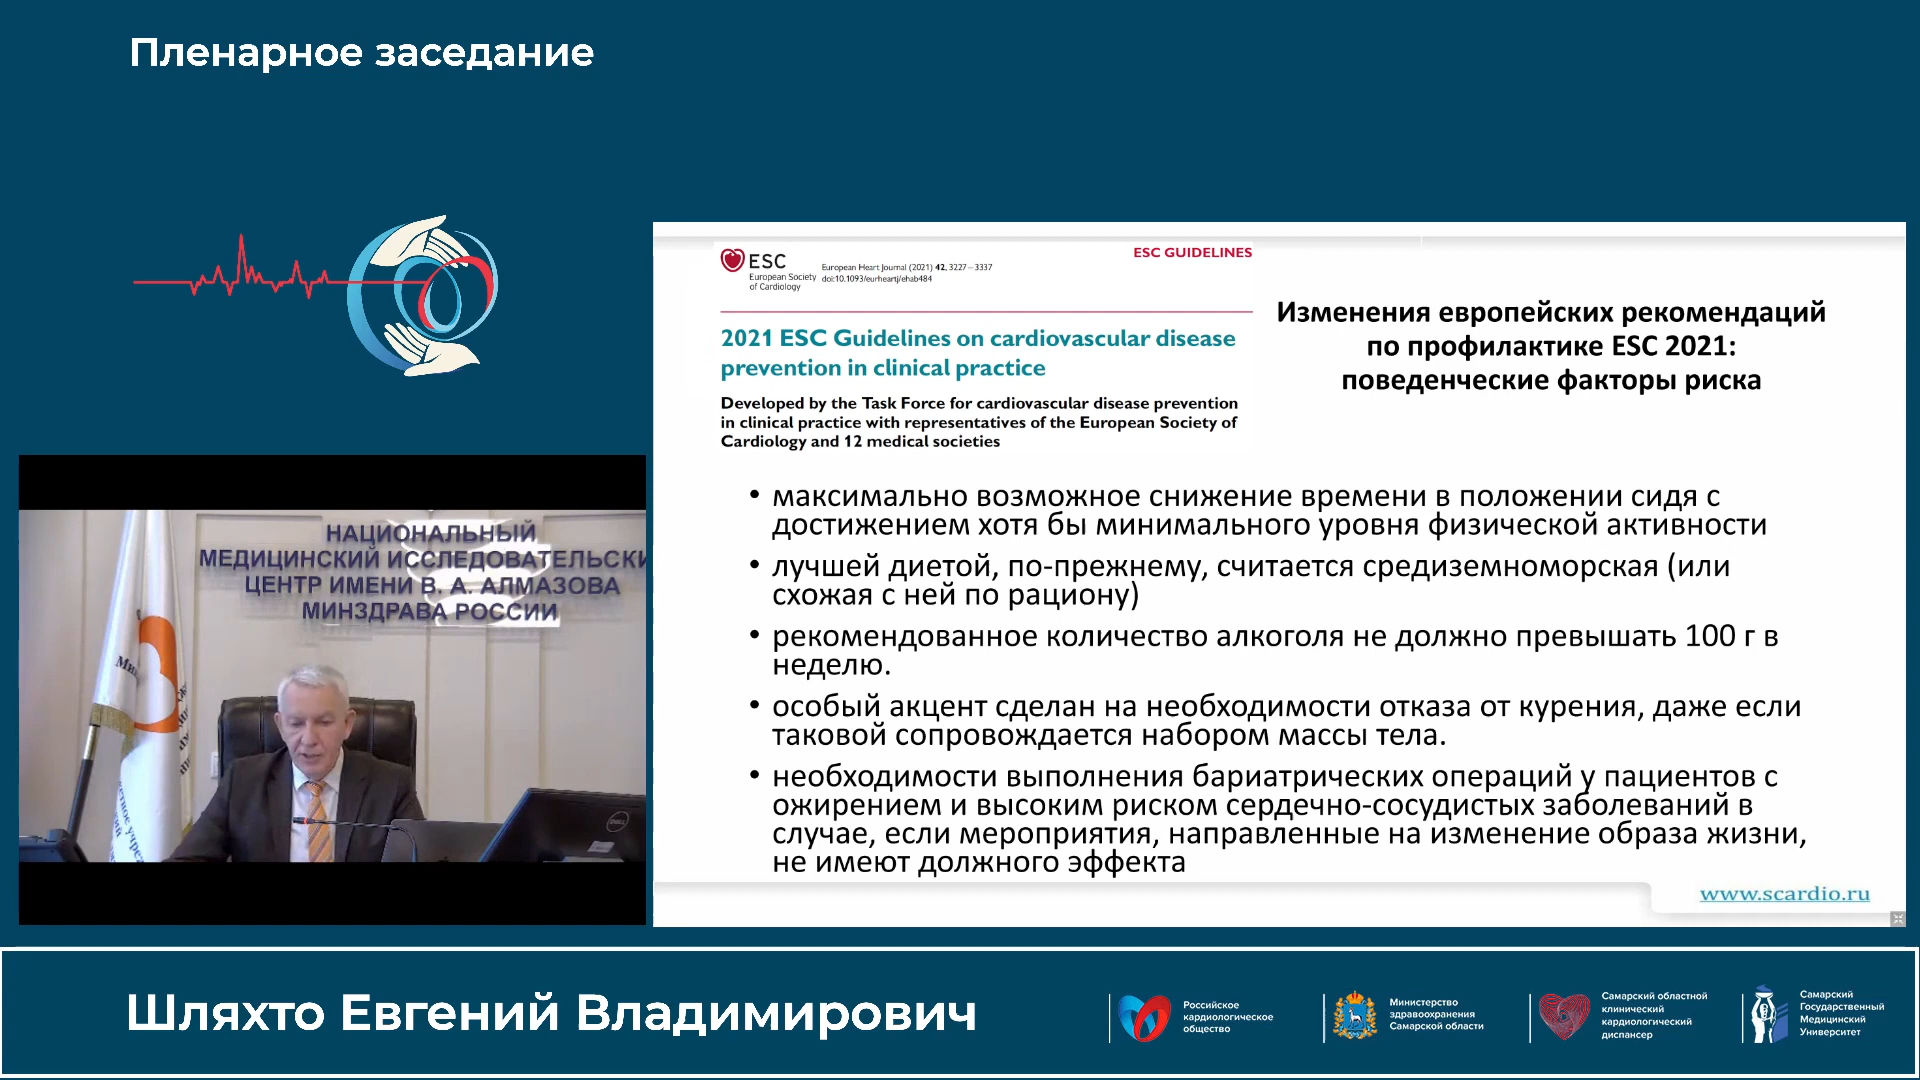 Пленарное заседание
ESC
European Society
of Cardiology
European Heart Journal (2021) 42, 3227–3337
doi:10.1093/eurheartj/ehab484
ESC GUIDELINES
2021 ESC Guidelines on cardiovascular disease
prevention in clinical practice
Developed by the Task Force for cardiovascular disease prevention
in clinical practice with representatives of the European Society of
Cardiology and 12 medical societies
Изменения европейских рекомендаций
по профилактике ESC 2021:
поведенческие факторы риска
• максимально возможное снижение времени в положении сидя с
достижением хотя бы минимального уровня физической активности
• лучшей диетой, по-прежнему, считается средиземноморская (или
схожая с ней по рациону)
• рекомендованное количество алкоголя не должно превышать 100 г в
неделю.
• особый акцент сделан на необходимости отказа от курения, даже если
таковой сопровождается набором массы тела.
• необходимости выполнения бариатрических операций у пациентов с
ожирением и высоким риском сердечно-сосудистых заболеваний в
случае, если мероприятия, направленные на изменение образа жизни,
не имеют должного эффекта
www.scardio.ru
НАЦИОНАЛЬНЫЙ
МЕДИЦИНСКИЙ ИССЛЕДОВАТЕЛЬСКИ
ЦЕНТР ИМЕНИ В. А. АЛМАЗОВА
МИНЗДРАВА РОССИИ
DELL
Шляхто Евгений Владимирович
Российское
кардиологическое
общество
Министерство
здравоохранения
Самарской области
Самарский областной
клинический
кардиологический
диспансер
Самарский
Государственный
Медицинский
Университет